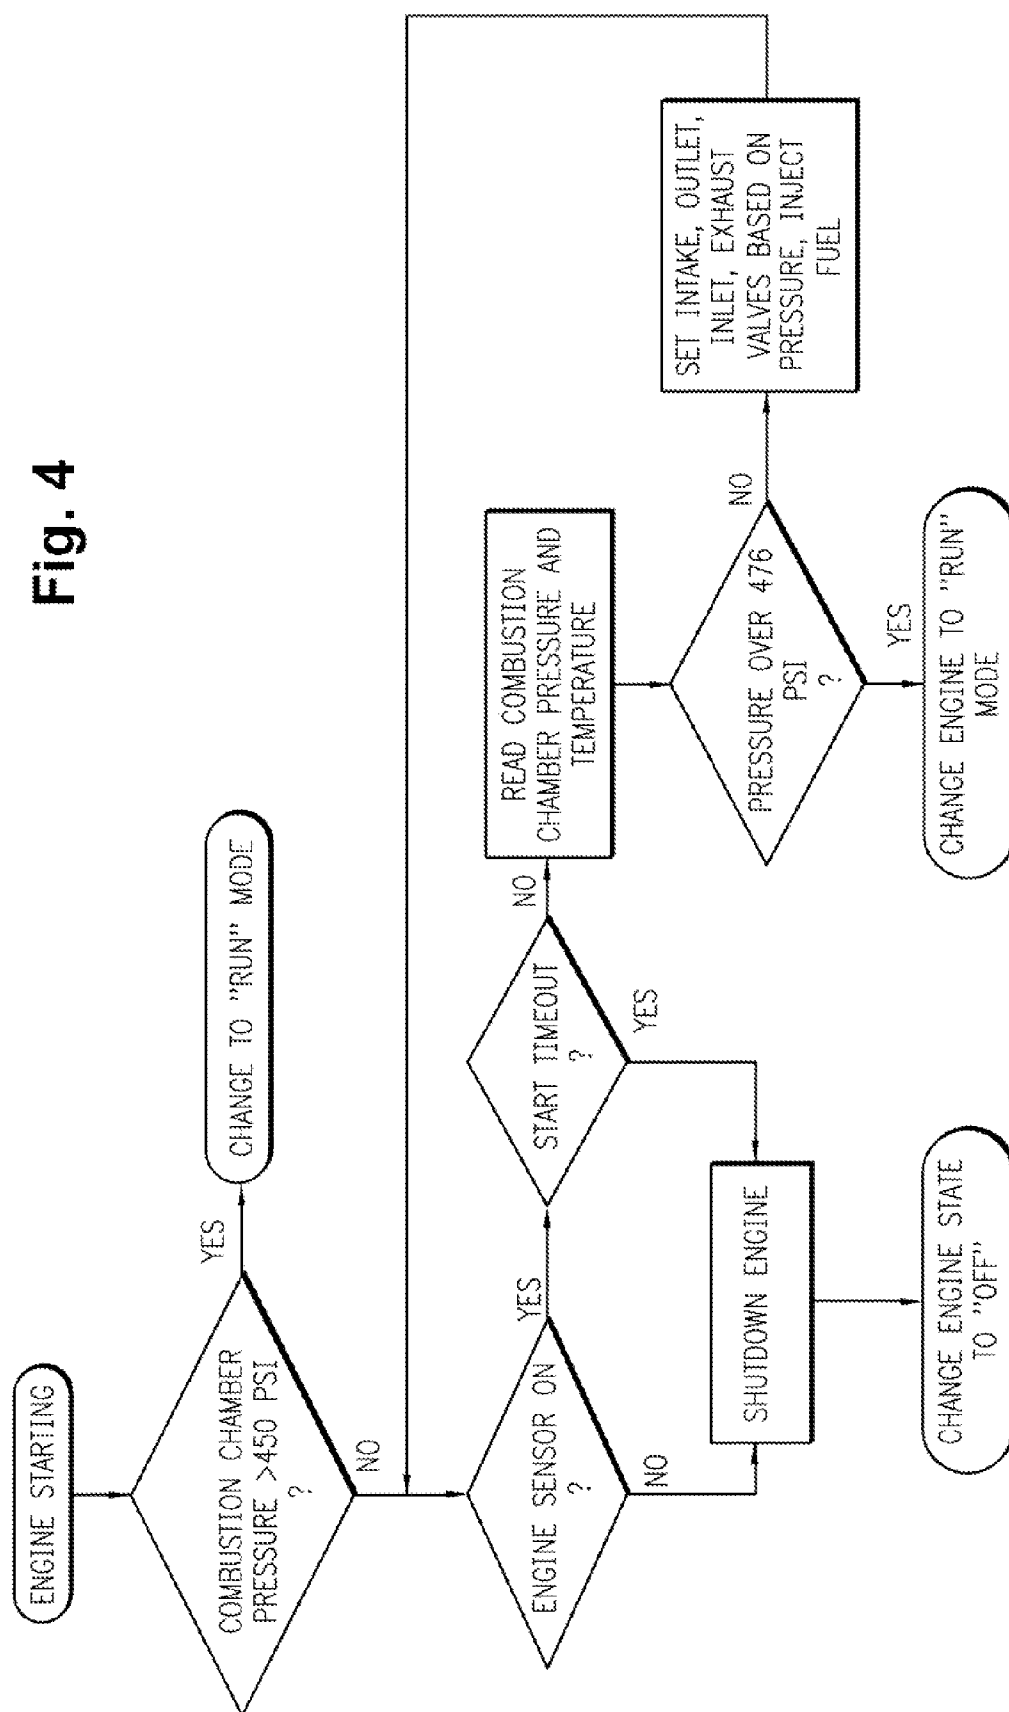 Fig. 4
ENGINE STARTING
COMBUSTION CHAMBER
PRESSURE >450 PSI
?
YES
CHANGE TO "RUN" MODE
NO
ENGINE SENSOR ON
?
YES
NO
START TIMEOUT
?
NO
YES
SHUTDOWN ENGINE
CHANGE ENGINE STATE
TO "OFF"
READ COMBUSTION
CHAMBER PRESSURE AND
TEMPERATURE
PRESSURE OVER 476
PSI
?
NO
YES
CHANGE ENGINE TO "RUN"
MODE
SET INTAKE, OUTLET,
INLET, EXHAUST
VALVES BASED ON
PRESSURE, INJECT
FUEL